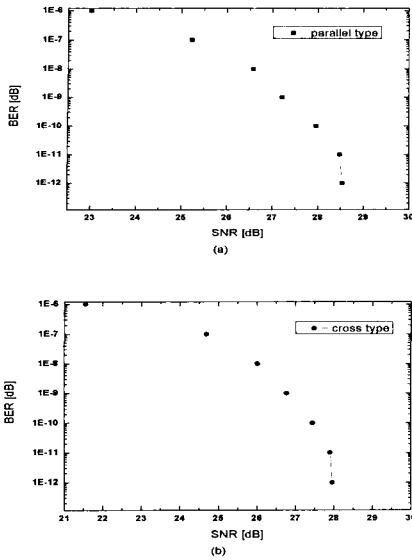 1E-6
1E-7
1E-8
1E-9
1E-10
1E-11
1E-12
BER [dB]
parallel type
23 24 25 26 27 28 29 30
SNR [dB]
(a)
1E-6
1E-7
1E-8
1E-9
1E-10
1E-11
1E-12
BER [dB]
cross type
21 22 23 24 25 26 27 28 29 30
SNR [dB]
(b)